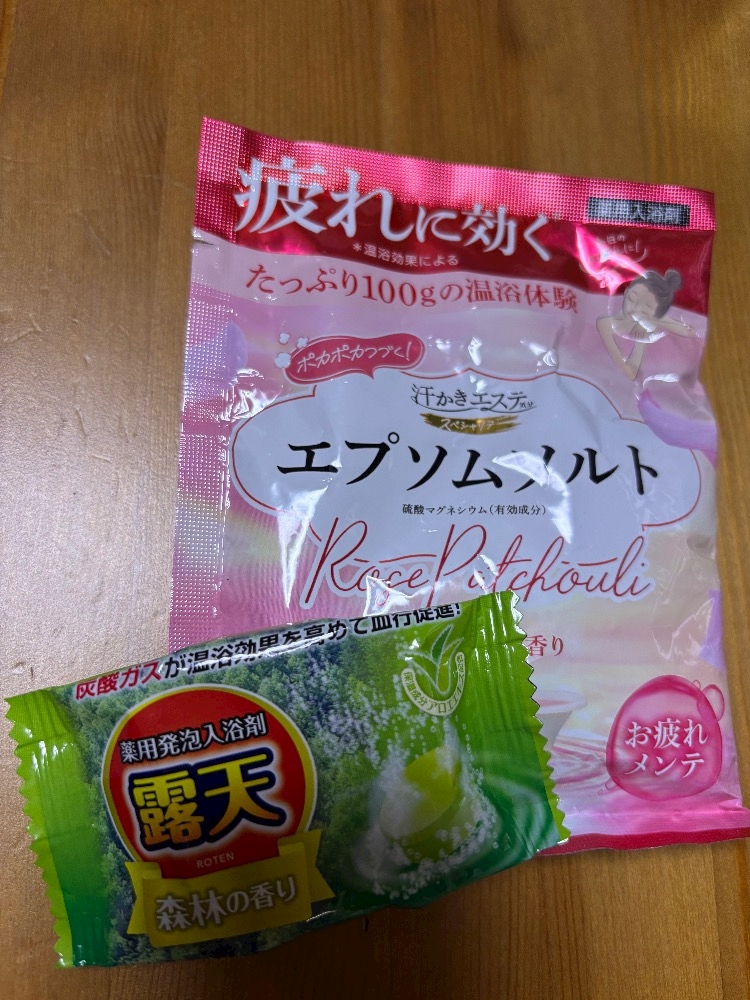 疲れに効く*
薬用入浴剤
*温浴効果による
たっぷり100gの温浴体験
ポカポカつづく!
汗かきエステ気分
スペシャリテ
エプソムソルト
硫酸マグネシウム(有効成分)
Rose Patchouli
香り
お疲れ
メンテ
炭酸ガスが温浴効果を高めて血行促進!
薬用発泡入浴剤
露天
ROTEN
森林の香り